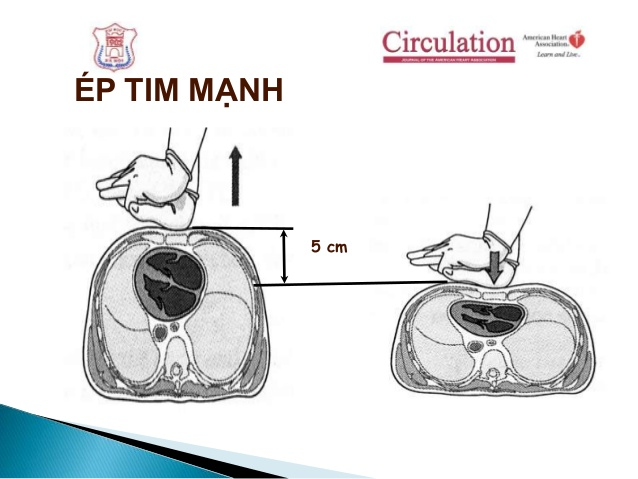 Circulation
JOURNAL OF THE AMERICAN HEART ASSOCIATION
American Heart
Association
Learn and Live
ÉP TIM MẠNH
5 cm